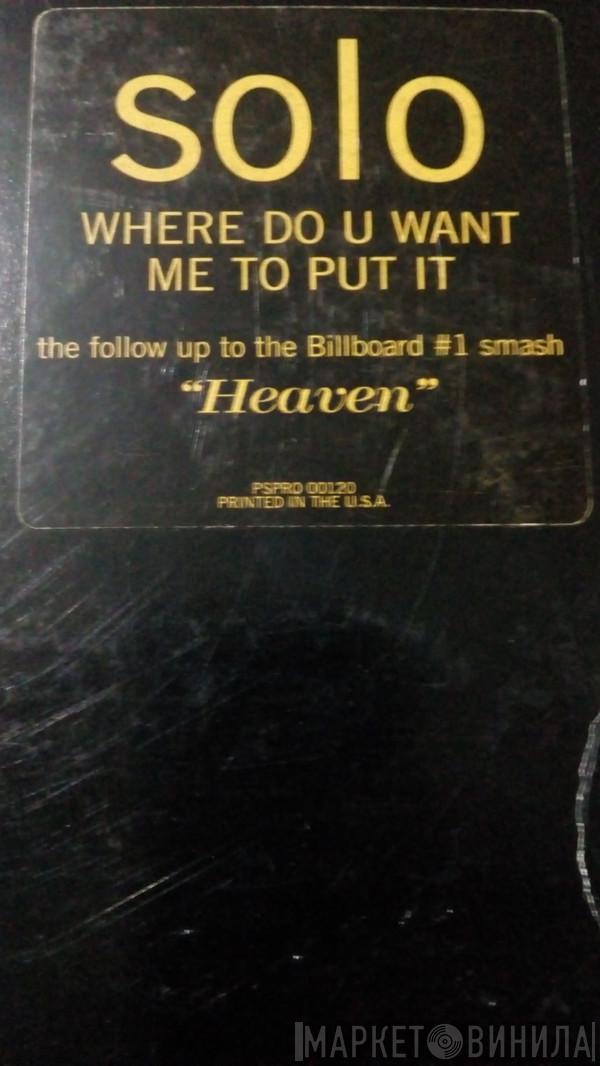 solo
WHERE DO U WANT
ME TO PUT IT
the follow up to the Billboard #1 smash
“Heaven”
PSPRO 00120
PRINTED IN THE U.S.A.
МАРКЕТ ВИНИЛА